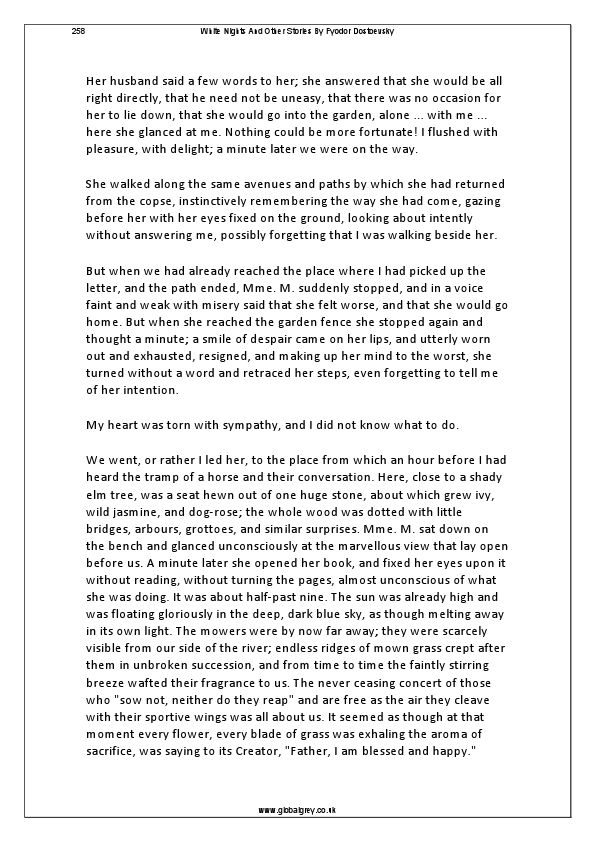 258 White Nights And Other Stories By Fyodor Dostoevsky
Her husband said a few words to her; she answered that she would be all
right directly, that he need not be uneasy, that there was no occasion for
her to lie down, that she would go into the garden, alone ... with me ...
here she glanced at me. Nothing could be more fortunate! I flushed with
pleasure, with delight; a minute later we were on the way.
She walked along the same avenues and paths by which she had returned
from the copse, instinctively remembering the way she had come, gazing
before her with her eyes fixed on the ground, looking about intently
without answering me, possibly forgetting that I was walking beside her.
But when we had already reached the place where I had picked up the
letter, and the path ended, Mme. M. suddenly stopped, and in a voice
faint and weak with misery said that she felt worse, and that she would go
home. But when she reached the garden fence she stopped again and
thought a minute; a smile of despair came on her lips, and utterly worn
out and exhausted, resigned, and making up her mind to the worst, she
turned without a word and retraced her steps, even forgetting to tell me
of her intention.
My heart was torn with sympathy, and I did not know what to do.
We went, or rather I led her, to the place from which an hour before I had
heard the tramp of a horse and their conversation. Here, close to a shady
elm tree, was a seat hewn out of one huge stone, about which grew ivy,
wild jasmine, and dog-rose; the whole wood was dotted with little
bridges, arbours, grottoes, and similar surprises. Mme. M. sat down on
the bench and glanced unconsciously at the marvellous view that lay open
before us. A minute later she opened her book, and fixed her eyes upon it
without reading, without turning the pages, almost unconscious of what
she was doing. It was about half-past nine. The sun was already high and
was floating gloriously in the deep, dark blue sky, as though melting away
in its own light. The mowers were by now far away; they were scarcely
visible from our side of the river; endless ridges of mown grass crept after
them in unbroken succession, and from time to time the faintly stirring
breeze wafted their fragrance to us. The never ceasing concert of those
who "sow not, neither do they reap" and are free as the air they cleave
with their sportive wings was all about us. It seemed as though at that
moment every flower, every blade of grass was exhaling the aroma of
sacrifice, was saying to its Creator, "Father, I am blessed and happy."
www.globalgrey.co.uk